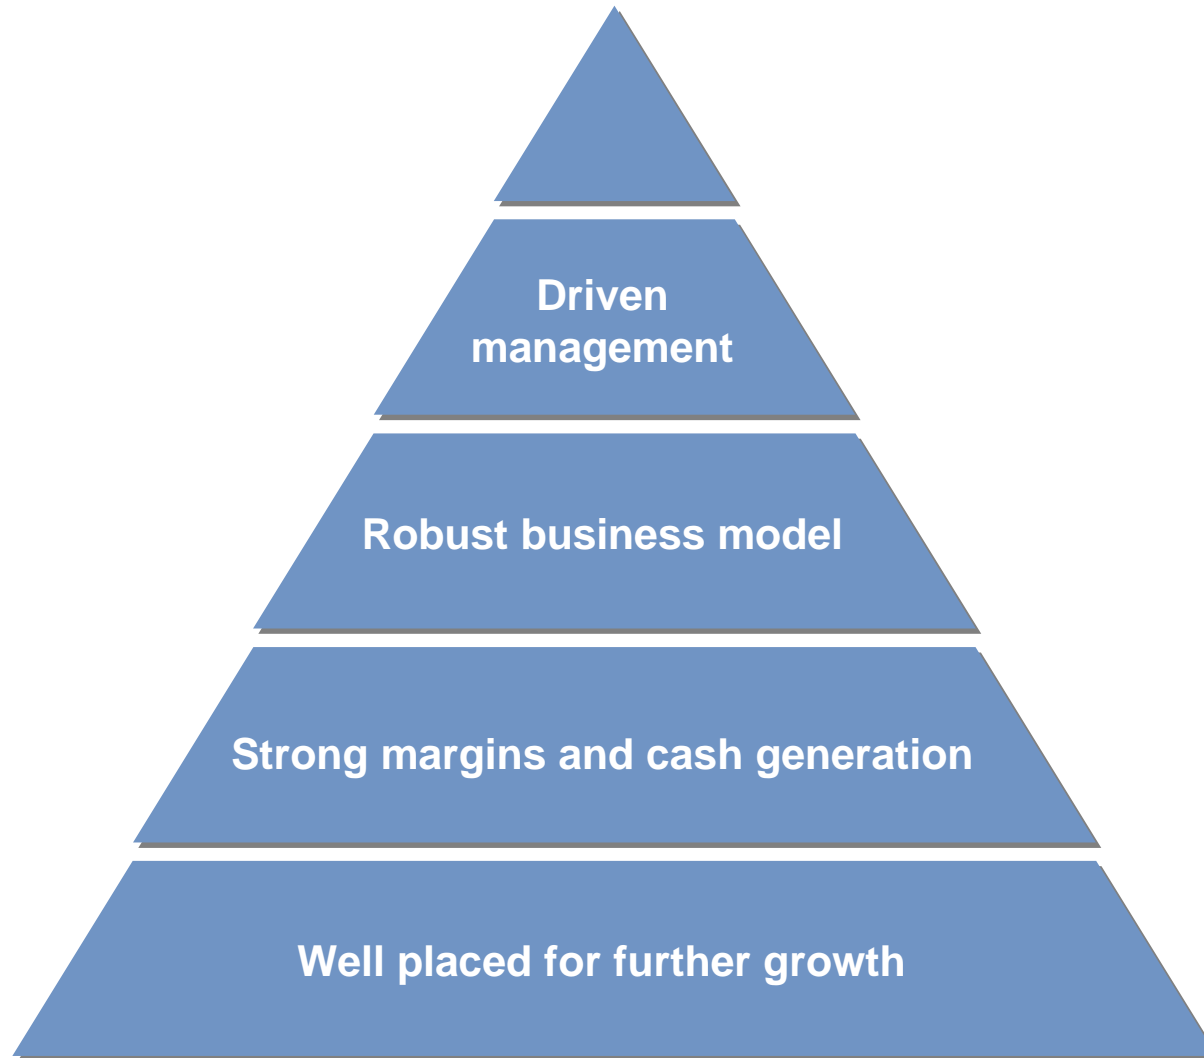 Driven
management
Robust business model
Strong margins and cash generation
Well placed for further growth